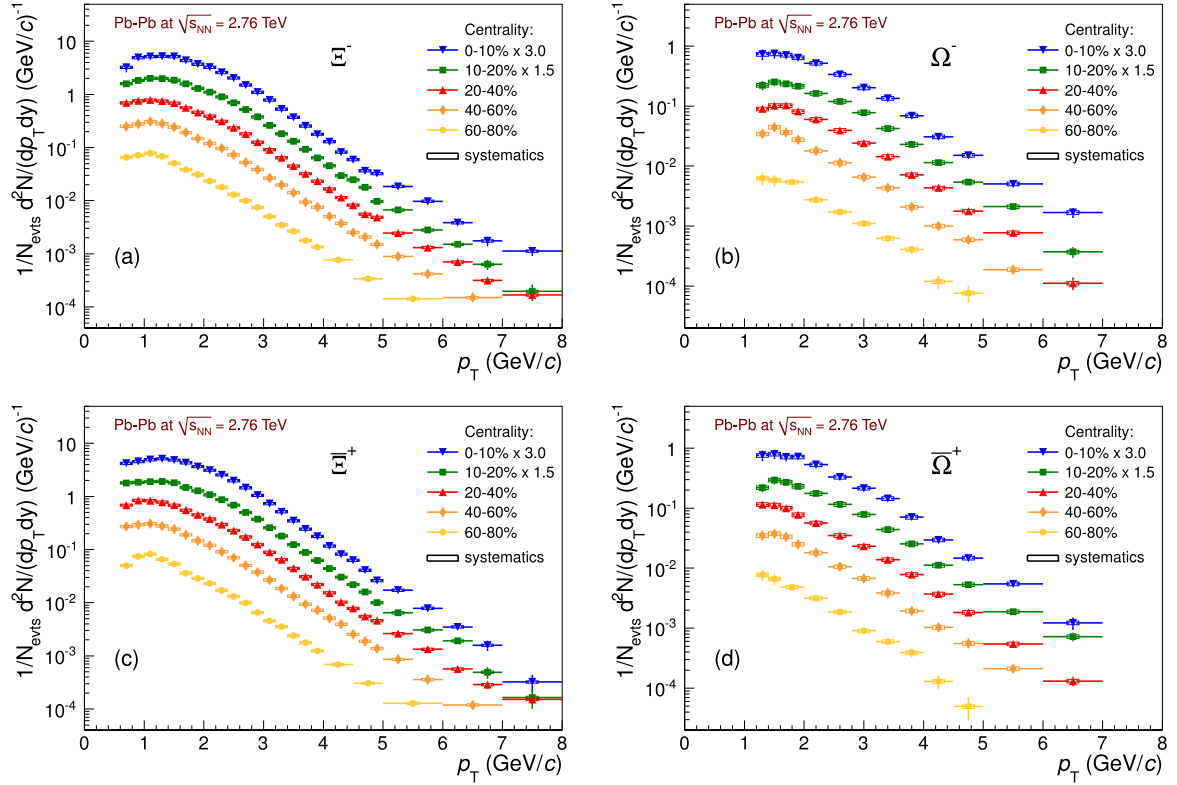 Pb-Pb at √sNN = 2.76 TeV
Ξ-
Centrality:
0-10% x 3.0
10-20% x 1.5
20-40%
40-60%
60-80%
systematics
(a)
1/Nevts d²N/(dpTdy) (GeV/c)-1
10
1
10-1
10-2
10-3
10-4
0 1 2 3 4 5 6 7 8
pT (GeV/c)
Pb-Pb at √sNN = 2.76 TeV
Ω-
Centrality:
0-10% x 3.0
10-20% x 1.5
20-40%
40-60%
60-80%
systematics
(b)
1/Nevts d²N/(dpTdy) (GeV/c)-1
1
10-1
10-2
10-3
10-4
0 1 2 3 4 5 6 7 8
pT (GeV/c)
Pb-Pb at √sNN = 2.76 TeV
Ξ̅+
Centrality:
0-10% x 3.0
10-20% x 1.5
20-40%
40-60%
60-80%
systematics
(c)
1/Nevts d²N/(dpTdy) (GeV/c)-1
10
1
10-1
10-2
10-3
10-4
0 1 2 3 4 5 6 7 8
pT (GeV/c)
Pb-Pb at √sNN = 2.76 TeV
Ω̅+
Centrality:
0-10% x 3.0
10-20% x 1.5
20-40%
40-60%
60-80%
systematics
(d)
1/Nevts d²N/(dpTdy) (GeV/c)-1
1
10-1
10-2
10-3
10-4
0 1 2 3 4 5 6 7 8
pT (GeV/c)